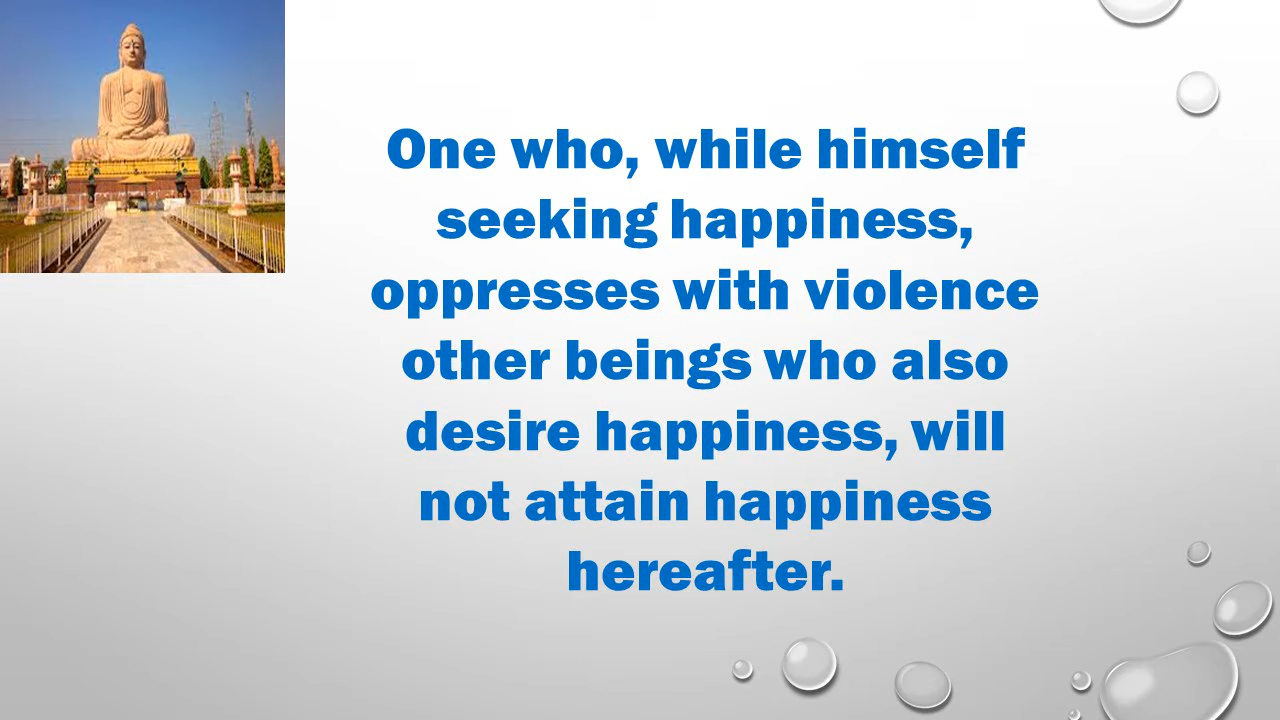 One who, while himself
seeking happiness,
oppresses with violence
other beings who also
desire happiness, will
not attain happiness
hereafter.